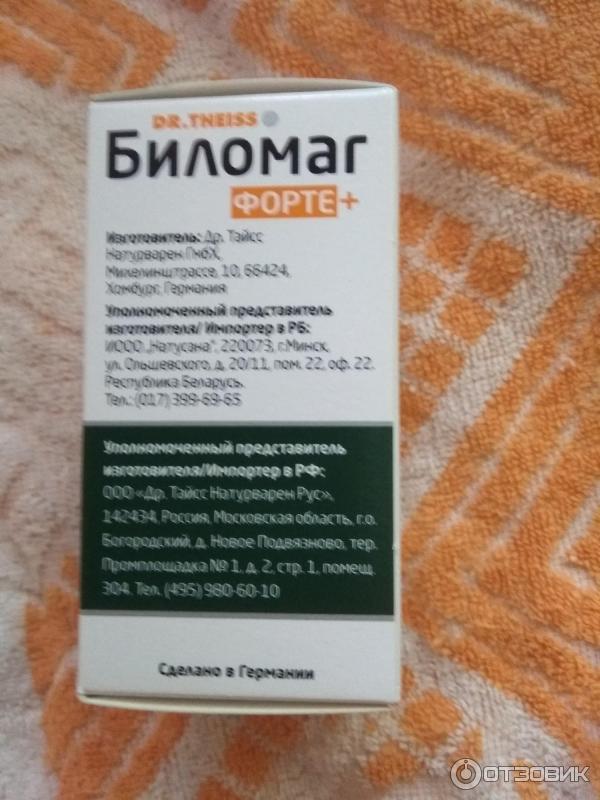 DR. THEISS
Биломаг
ФОРТЕ+
Изготовитель: Др. Тайсс
Натурварен ГмбХ,
Михелинштрассе, 10, 66424,
Хомбург, Германия
Уполномоченный представитель
изготовителя/ Импортер в РБ:
ИООО „Натусана", 220073, г.Минск,
ул. Ольшевского, д. 20/11, пом. 22, оф. 22.
Республика Беларусь.
Тел.: (017) 399-69-65
Уполномоченный представитель
изготовителя/Импортер в РФ:
ООО «Др. Тайсс Натурварен Рус»,
142434, Россия, Московская область, г.о.
Богородский, д. Новое Подвязново, тер.
Промплощадка № 1, д. 2, стр. 1, помещ.
304. Тел. (495) 980-60-10
Сделано в Германии
ОТЗОВИК